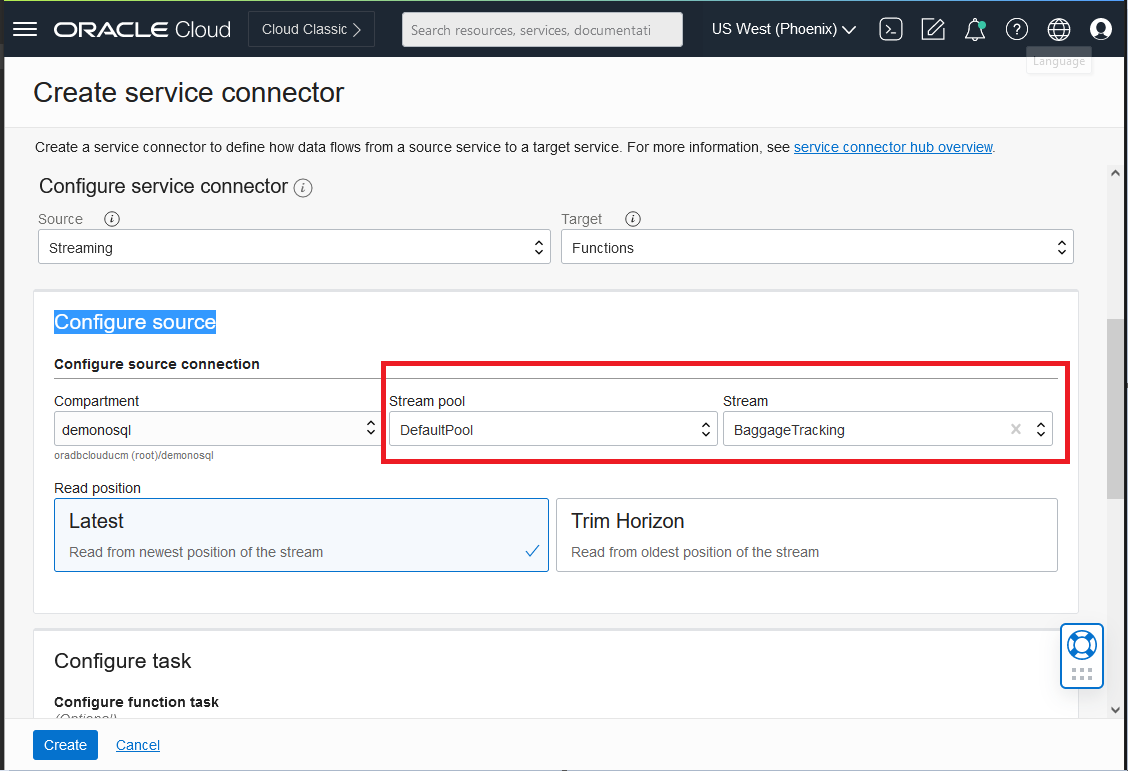 ORACLE Cloud
Cloud Classic
Search resources, services, documentati
US West (Phoenix)
Language
Create service connector
Create a service connector to define how data flows from a source service to a target service. For more information, see service connector hub overview.
Configure service connector
Source
Target
Streaming
Functions
Configure source
Configure source connection
Compartment
Stream pool
Stream
demonosql
DefaultPool
BaggageTracking
oradbclouducm (root)/demonosql
Read position
Latest
Read from newest position of the stream
Trim Horizon
Read from oldest position of the stream
Configure task
Configure function task
(Optional)
Create
Cancel